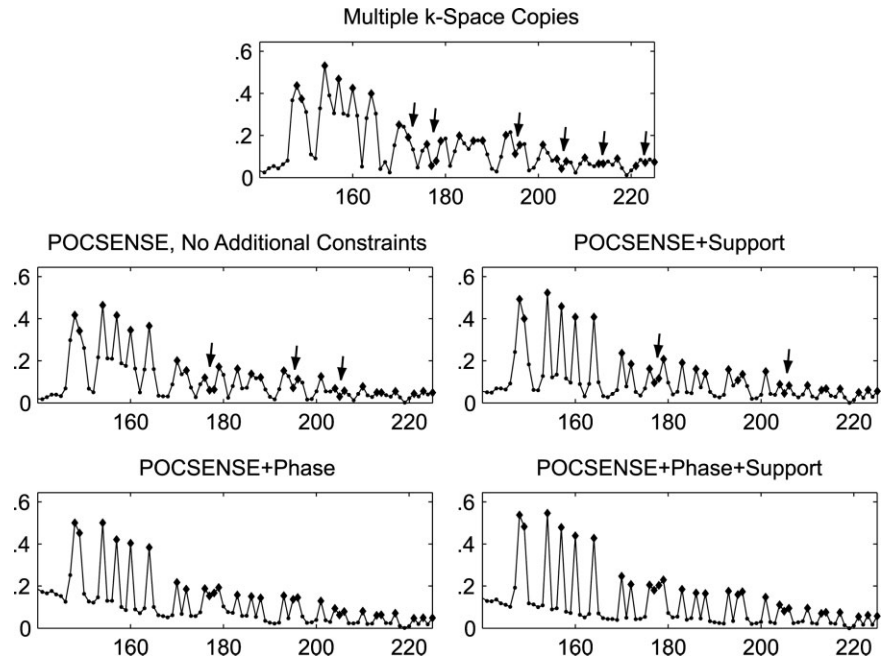 Multiple k-Space Copies
.6
.4
.2
0
160 180 200 220
POCSENSE, No Additional Constraints
.6
.4
.2
0
160 180 200 220
POCSENSE+Support
.6
.4
.2
0
160 180 200 220
POCSENSE+Phase
.6
.4
.2
0
160 180 200 220
POCSENSE+Phase+Support
.6
.4
.2
0
160 180 200 220